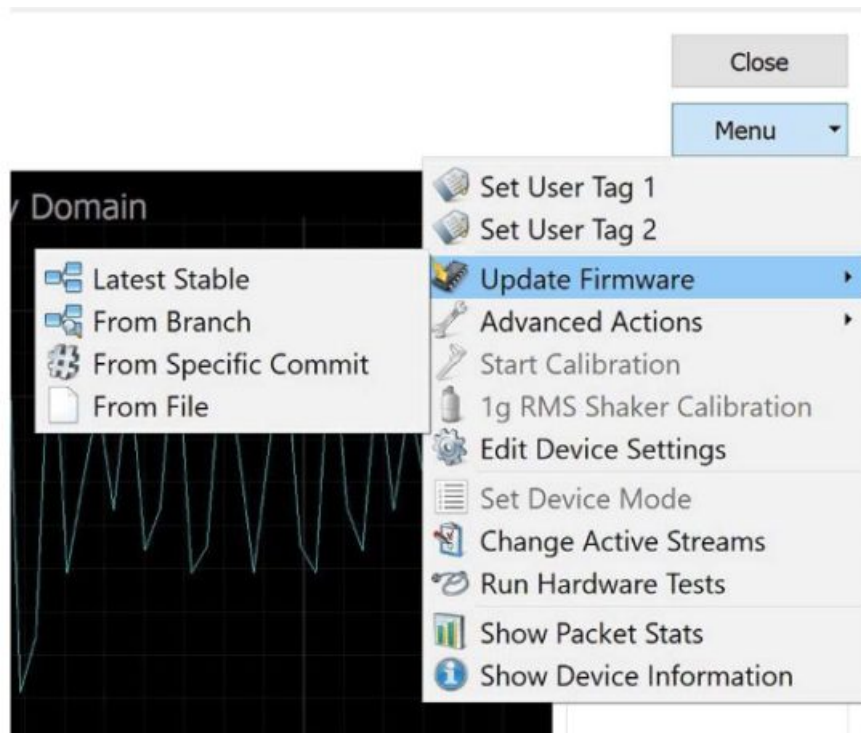 Close
Menu
y Domain
Set User Tag 1
Set User Tag 2
Update Firmware
Advanced Actions
Start Calibration
1g RMS Shaker Calibration
Edit Device Settings
Set Device Mode
Change Active Streams
Run Hardware Tests
Show Packet Stats
Show Device Information
Latest Stable
From Branch
From Specific Commit
From File